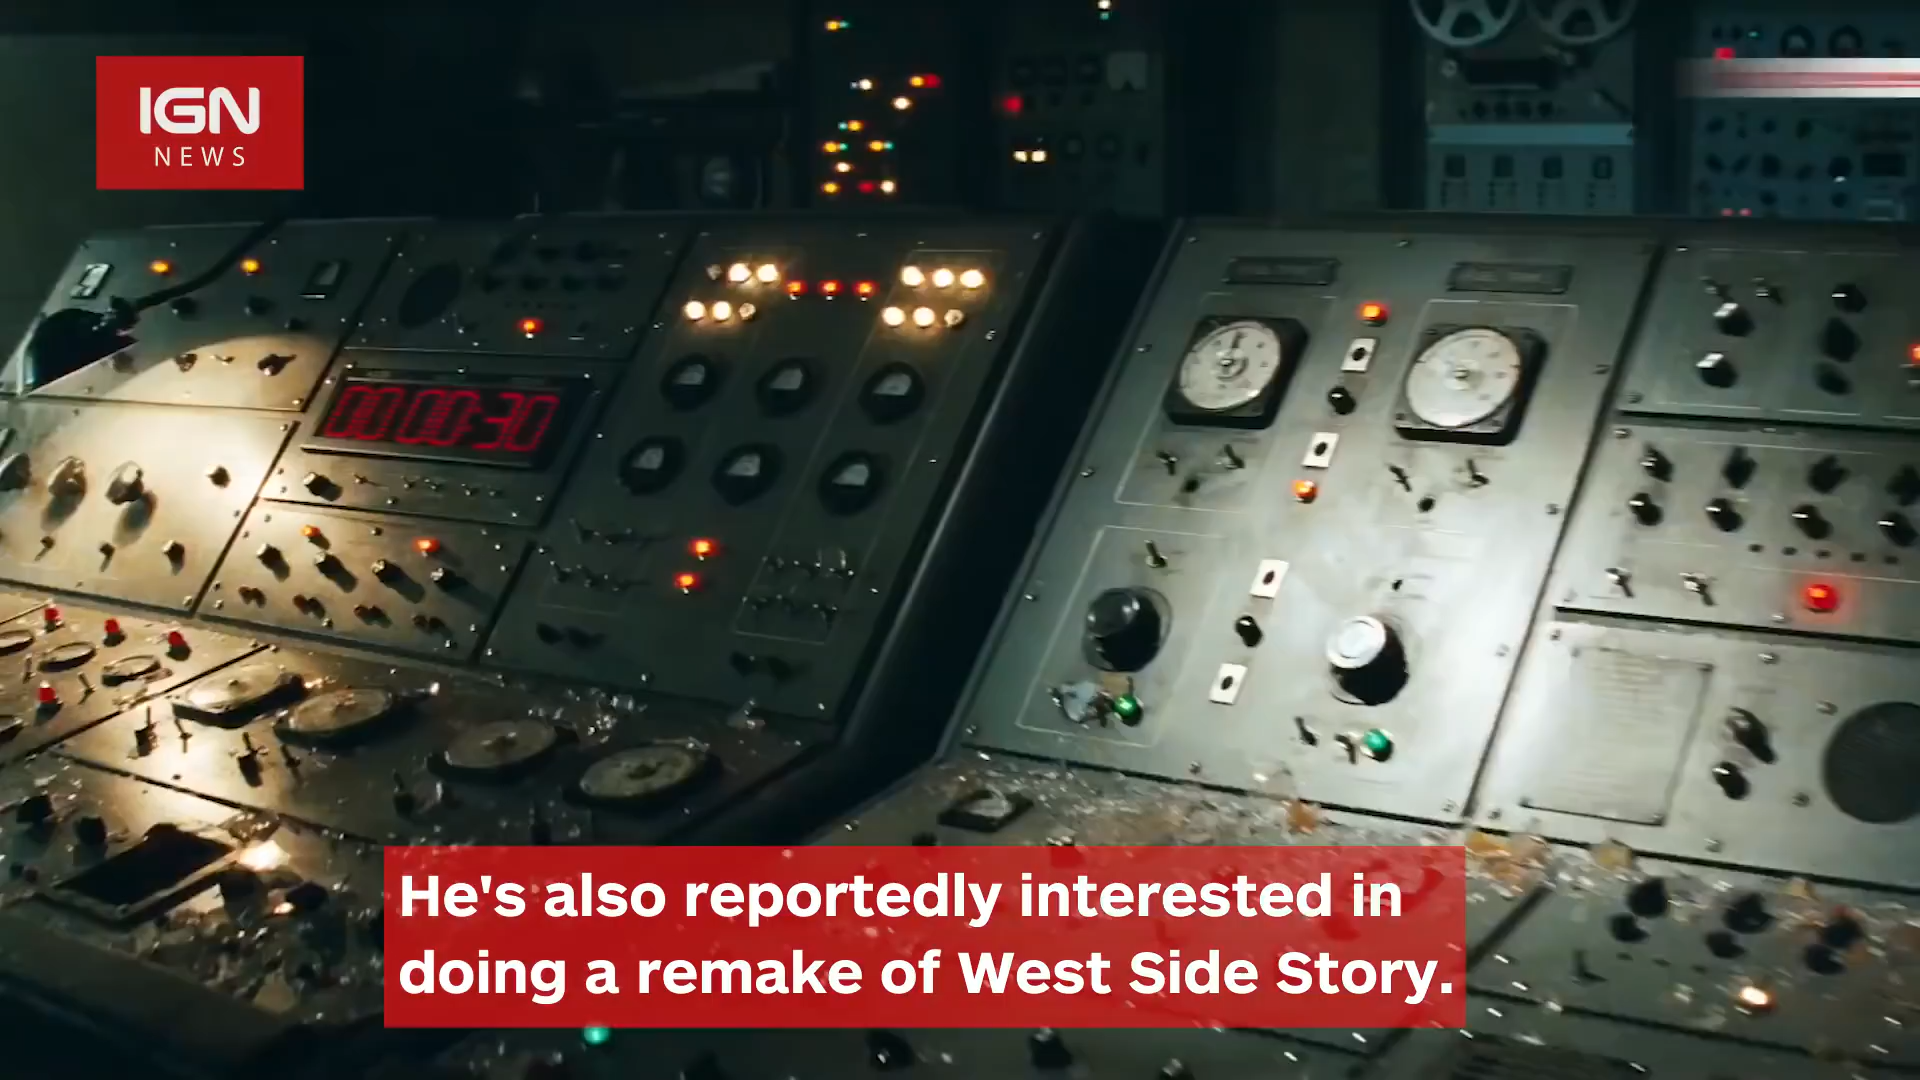 IGN
NEWS
00:00:30
He's also reportedly interested in
doing a remake of West Side Story.